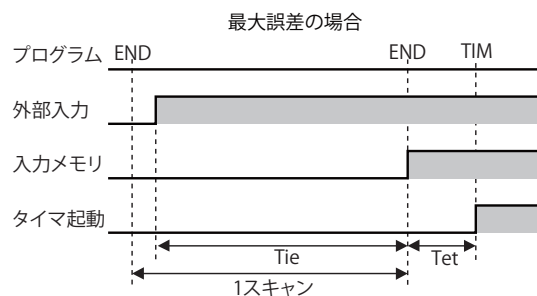 最大誤差の場合
プログラム END END TIM
外部入力
入力メモリ
タイマ起動
Tie Tet
1スキャン